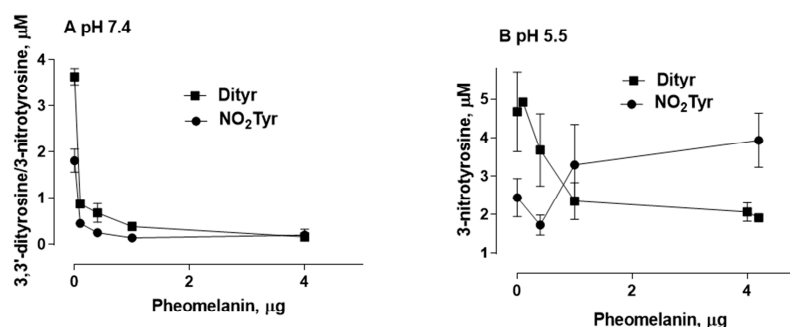 A pH 7.4
3,3'-dityrosine/3-nitrotyrosine, μM
4
3
2
1
0
Dityr
NO₂Tyr
0
2
4
Pheomelanin, μg
B pH 5.5
3-nitrotyrosine, μM
5
4
3
2
1
Dityr
NO₂Tyr
0
2
4
Pheomelanin, μg